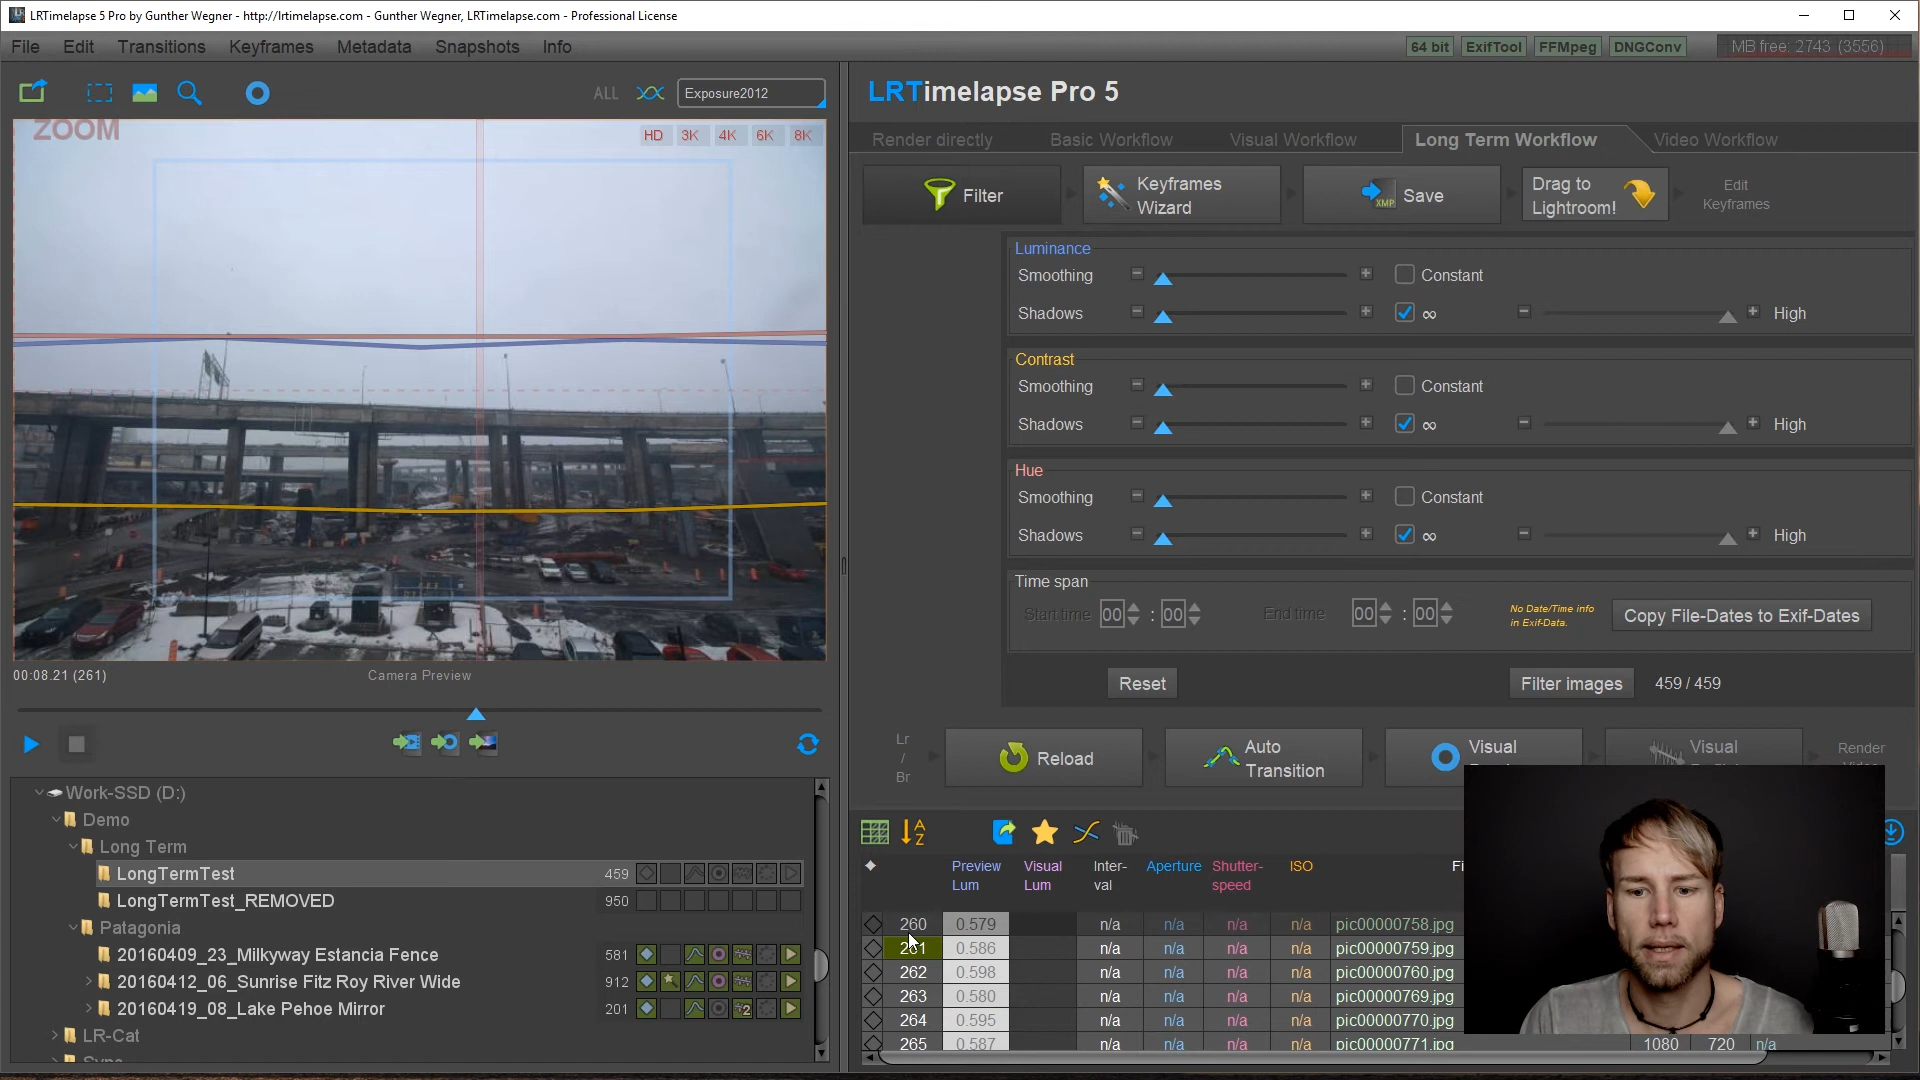 LRTimelapse 5 Pro by Gunther Wegner - http://lrtimelapse.com - Gunther Wegner, LRTimelapse.com - Professional License
File Edit Transitions Keyframes Metadata Snapshots Info
64 bit ExifTool FFMpeg DNGConv MB free: 2743 (3556)
ALL Exposure2012
LRTimelapse Pro 5
ZOOM
HD 3K 4K 6K 8K
Render directly Basic Workflow Visual Workflow Long Term Workflow Video Workflow
Filter
Keyframes
Wizard
XMP
Save
Drag to
Lightroom!
Edit
Keyframes
Luminance
Smoothing Constant
Shadows ∞ High
Contrast
Smoothing Constant
Shadows ∞ High
Hue
Smoothing Constant
Shadows ∞ High
Time span
Start time 00 : 00 End time 00 : 00
No Date/Time info
in Exif-Data.
Copy File-Dates to Exif-Dates
Reset Filter images 459 / 459
00:08.21 (261) Camera Preview
Lr
/
Br
Reload
Auto
Transition
Visual
Visual
Render
Work-SSD (D:)
Demo
Long Term
LongTermTest 459
LongTermTest_REMOVED 950
Patagonia
20160409_23_Milkyway Estancia Fence 581
20160412_06_Sunrise Fitz Roy River Wide 912
20160419_08_Lake Pehoe Mirror 201 2
LR-Cat
A
Z
Preview
Lum
Visual
Lum
Inter-
val
Aperture
Shutter-
speed
ISO
Fi
260 0.579 n/a n/a n/a n/a pic00000758.jpg
261 0.586 n/a n/a n/a n/a pic00000759.jpg
262 0.598 n/a n/a n/a n/a pic00000760.jpg
263 0.580 n/a n/a n/a n/a pic00000769.jpg
264 0.595 n/a n/a n/a n/a pic00000770.jpg
265 0.587 n/a n/a n/a n/a pic00000771.jpg 1080 720 n/a